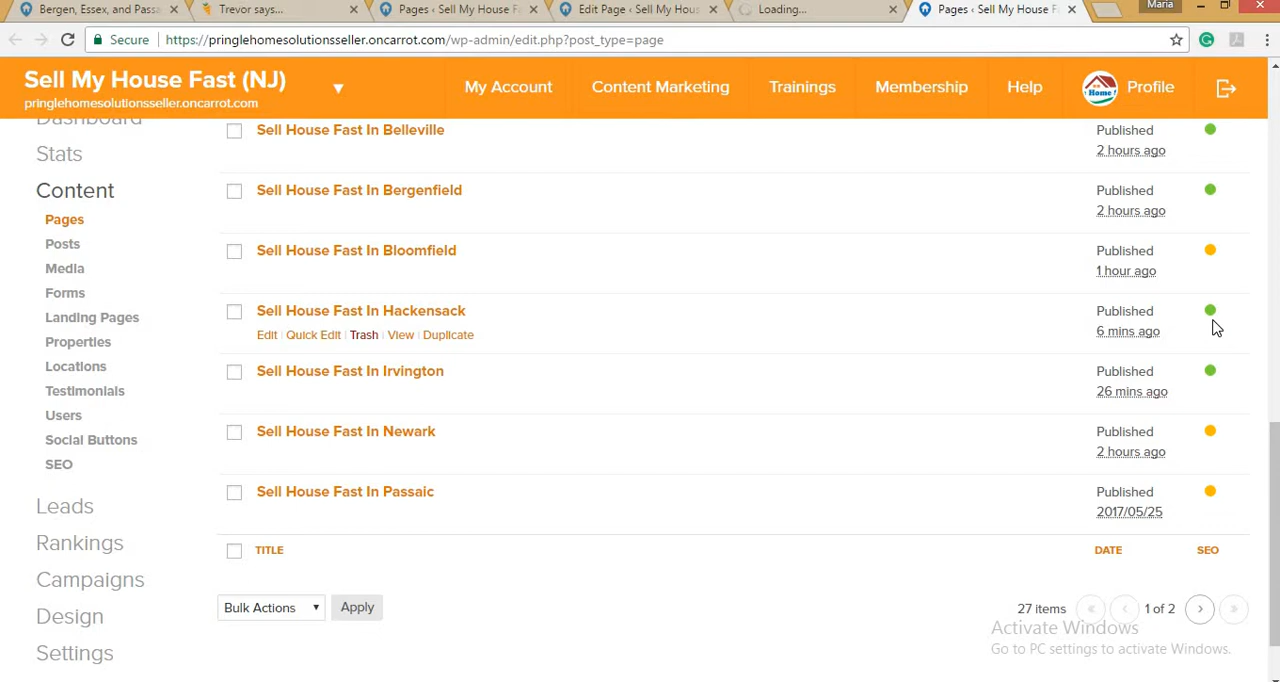 Bergen, Essex, and Passa
Trevor says...
Pages ‹ Sell My House F
Edit Page ‹ Sell My Hous
Loading...
Pages ‹ Sell My House F
Maria
Secure
https://pringlehomesolutionsseller.oncarrot.com/wp-admin/edit.php?post_type=page
Sell My House Fast (NJ)
pringlehomesolutionsseller.oncarrot.com
My Account
Content Marketing
Trainings
Membership
Help
Home
Profile
Dashboard
Stats
Content
Pages
Posts
Media
Forms
Landing Pages
Properties
Locations
Testimonials
Users
Social Buttons
SEO
Leads
Rankings
Campaigns
Design
Settings
Sell House Fast In Belleville
Published
2 hours ago
Sell House Fast In Bergenfield
Published
2 hours ago
Sell House Fast In Bloomfield
Published
1 hour ago
Sell House Fast In Hackensack
Edit | Quick Edit | Trash | View | Duplicate
Published
6 mins ago
Sell House Fast In Irvington
Published
26 mins ago
Sell House Fast In Newark
Published
2 hours ago
Sell House Fast In Passaic
Published
2017/05/25
TITLE
DATE
SEO
Bulk Actions
Apply
27 items « ‹ 1 of 2 › »
Activate Windows
Go to PC settings to activate Windows.